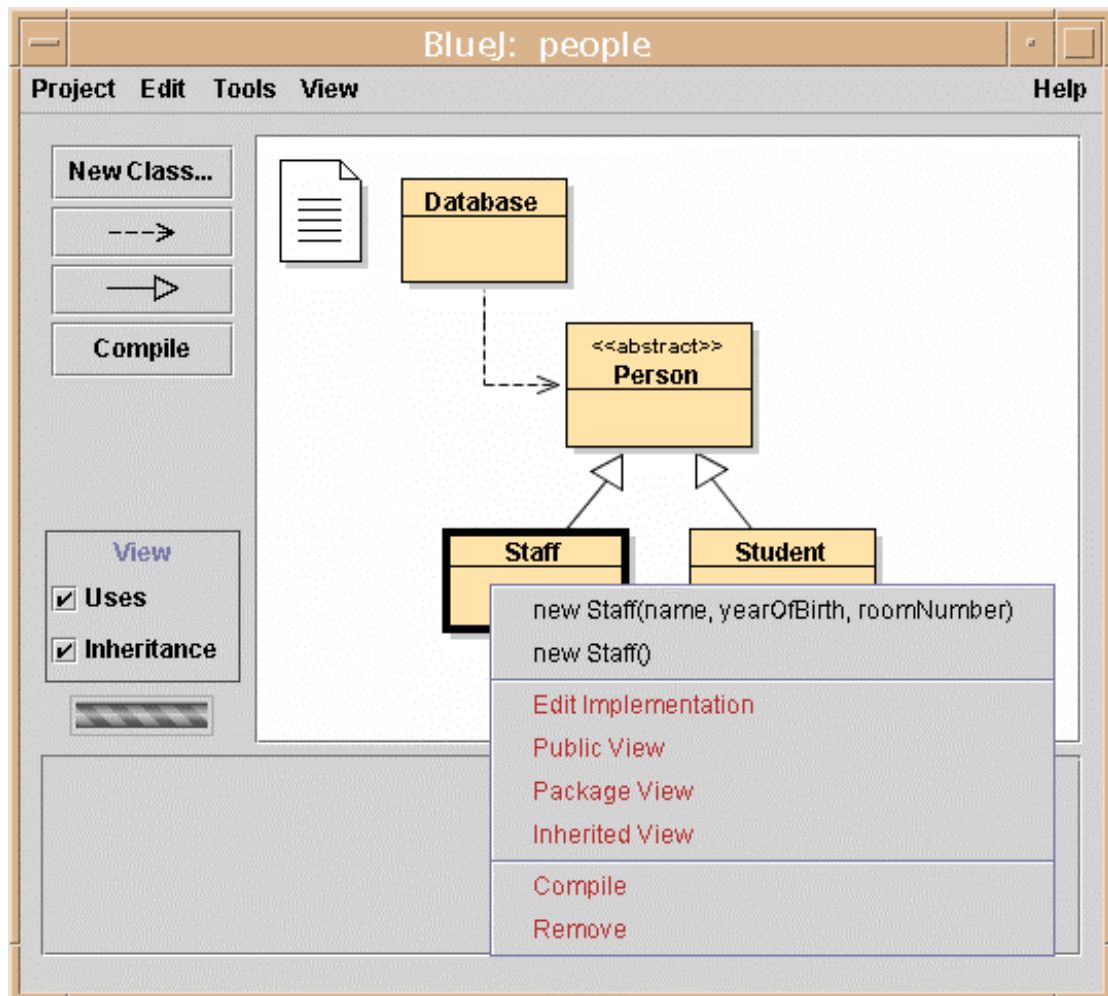 BlueJ: people
Project Edit Tools View Help
New Class...
Compile
View
Uses
Inheritance
Database
<<abstract>>
Person
Staff
Student
new Staff(name, yearOfBirth, roomNumber)
new Staff()
Edit Implementation
Public View
Package View
Inherited View
Compile
Remove